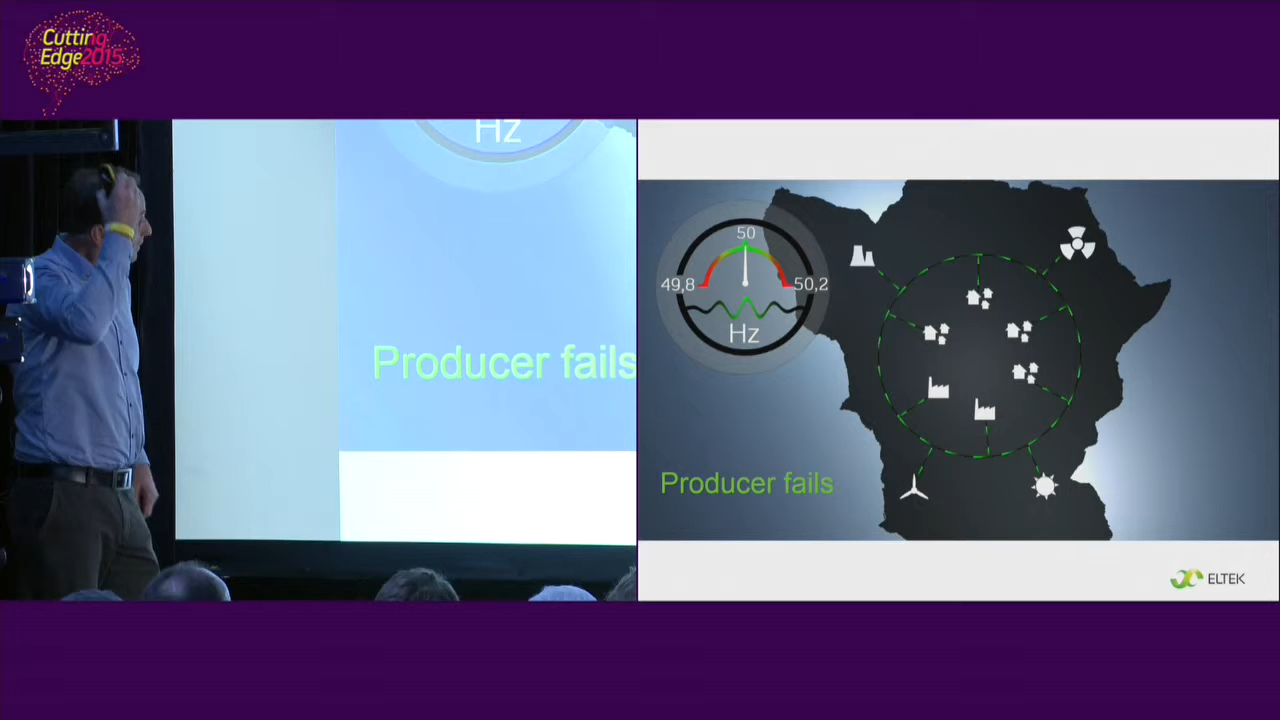 Cutting
Edge2015
Hz
Producer fails
50
49,8
50,2
Hz
Producer fails
ELTEK